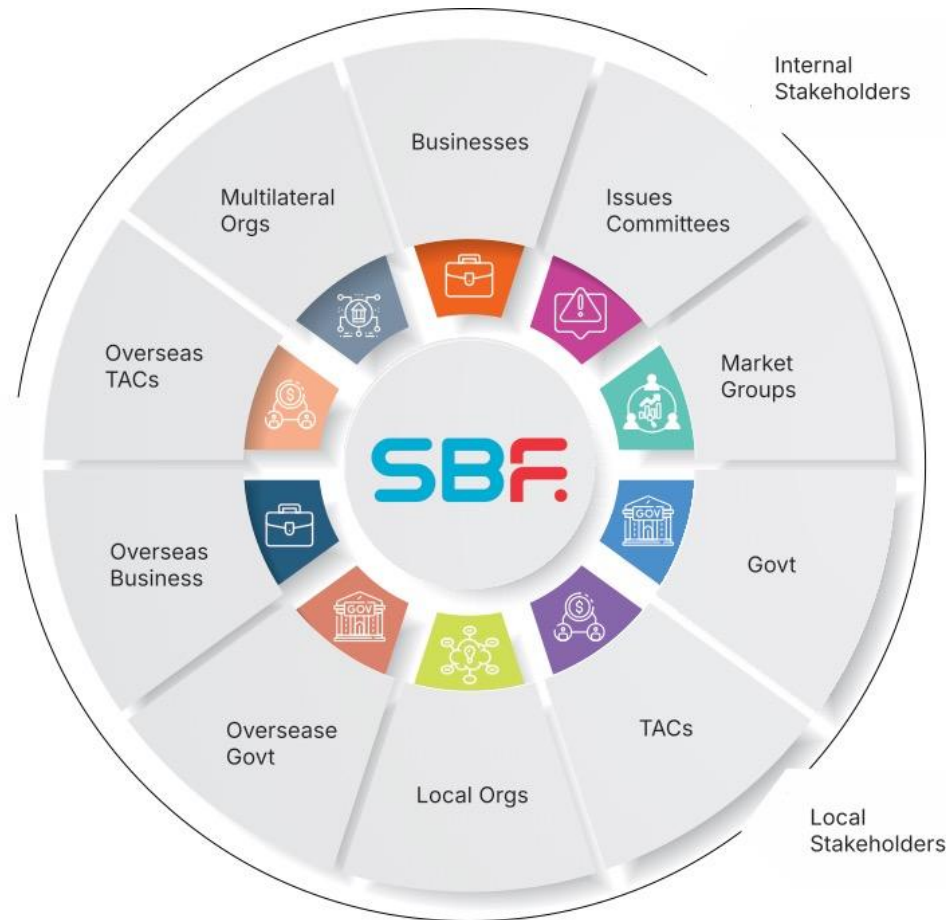 Internal
Stakeholders
Businesses
Multilateral
Orgs
Issues
Committees
Overseas
TACs
Market
Groups
SBF.
GOV
Overseas
Business
Govt
GOV
Oversease
Govt
TACs
Local Orgs
Local
Stakeholders